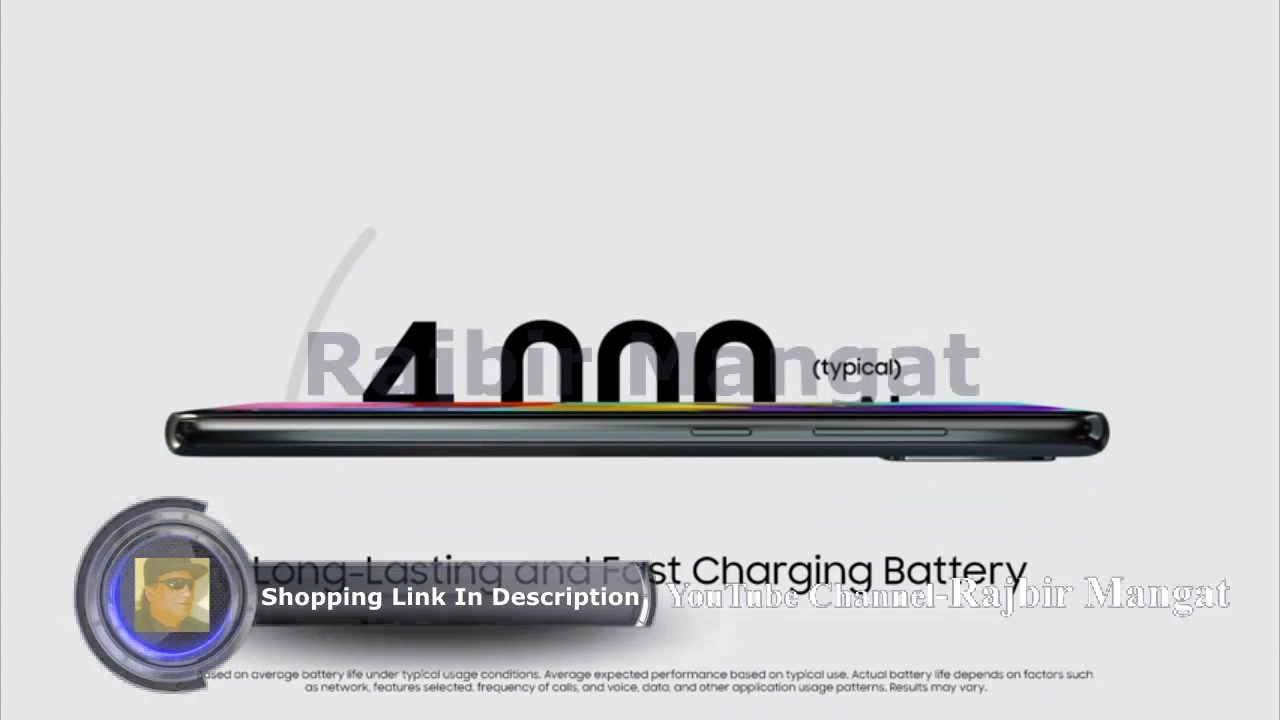 4,000
(typical)
Rajbir Mangat
Long-Lasting and Fast Charging Battery
Shopping Link In Description
YouTube Channel-Rajbir Mangat
Based on average battery life under typical usage conditions. Average expected performance based on typical use. Actual battery life depends on factors such
as network, features selected, frequency of calls, and voice, data, and other application usage patterns. Results may vary.